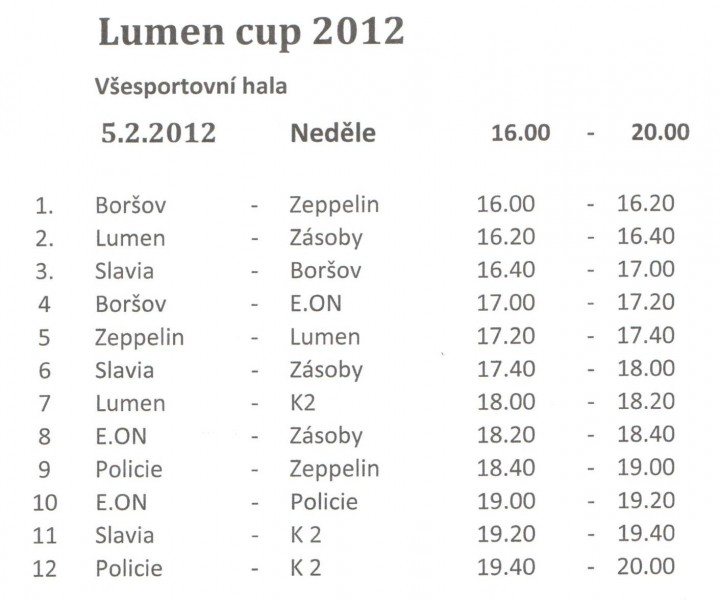 Lumen cup 2012
Všesportovní hala
5.2.2012 Neděle 16.00 - 20.00
1. Boršov - Zeppelin 16.00 - 16.20
2. Lumen - Zásoby 16.20 - 16.40
3. Slavia - Boršov 16.40 - 17.00
4 Boršov - E.ON 17.00 - 17.20
5 Zeppelin - Lumen 17.20 - 17.40
6 Slavia - Zásoby 17.40 - 18.00
7 Lumen - K2 18.00 - 18.20
8 E.ON - Zásoby 18.20 - 18.40
9 Policie - Zeppelin 18.40 - 19.00
10 E.ON - Policie 19.00 - 19.20
11 Slavia - K 2 19.20 - 19.40
12 Policie - K 2 19.40 - 20.00